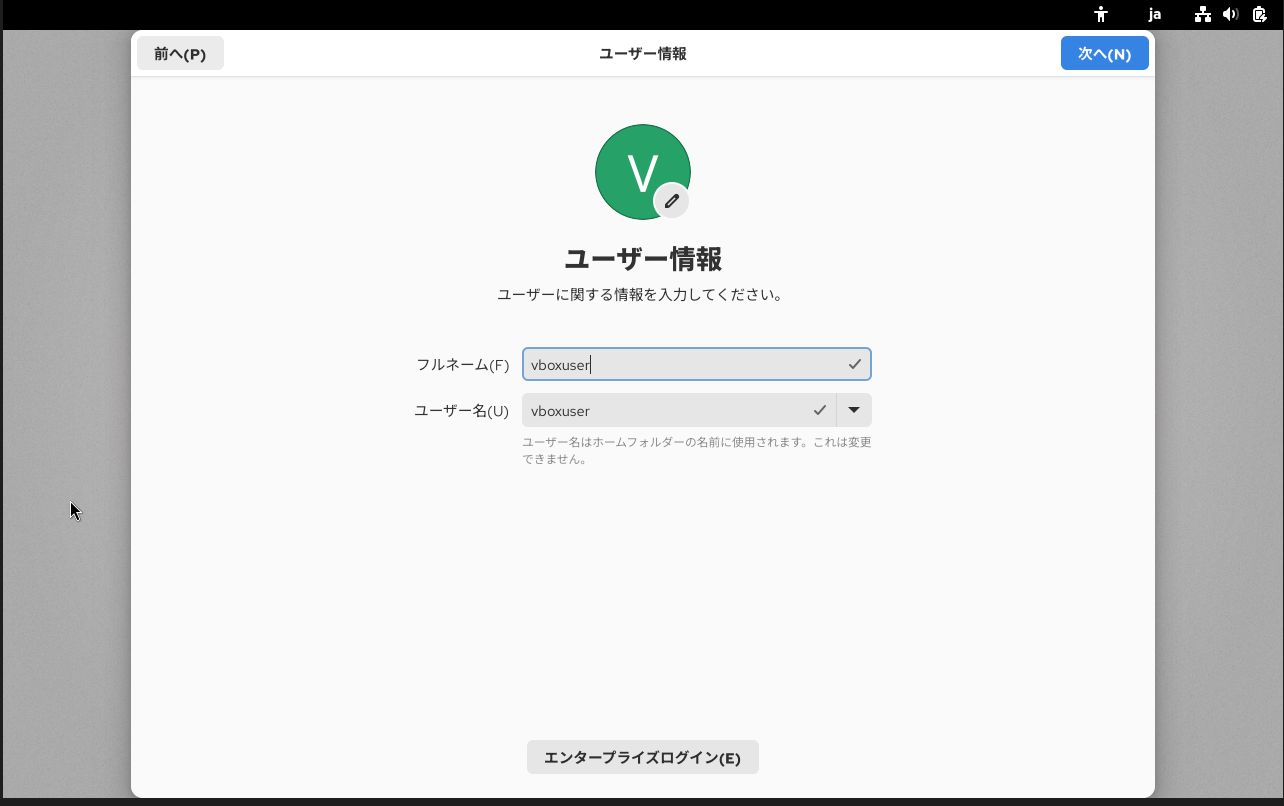 ja
前へ(P)
ユーザー情報
次へ(N)
V
ユーザー情報
ユーザーに関する情報を入力してください。
フルネーム(F)
vboxuser
ユーザー名(U)
vboxuser
ユーザー名はホームフォルダーの名前に使用されます。これは変更
できません。
エンタープライズログイン(E)